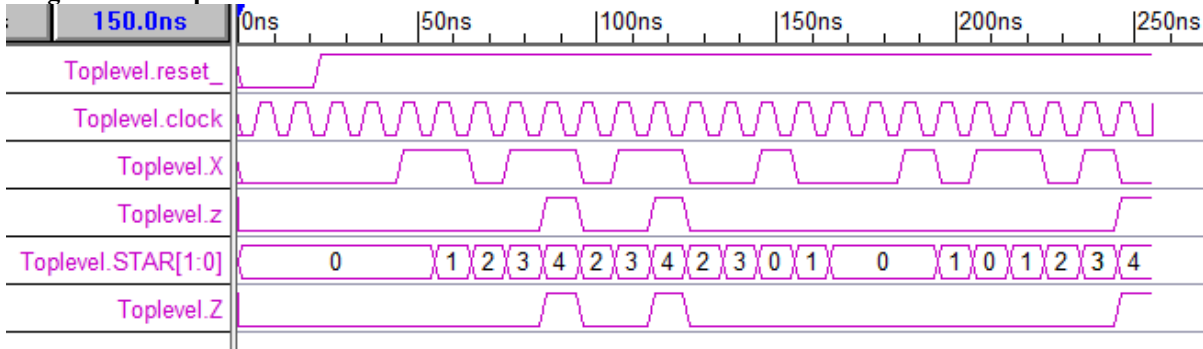 150.0ns 0ns |50ns |100ns |150ns |200ns |250ns
Toplevel.reset_
Toplevel.clock
Toplevel.X
Toplevel.z
Toplevel.STAR[1:0] 0 1 2 3 4 2 3 4 2 3 0 1 0 1 0 1 2 3 4
Toplevel.Z